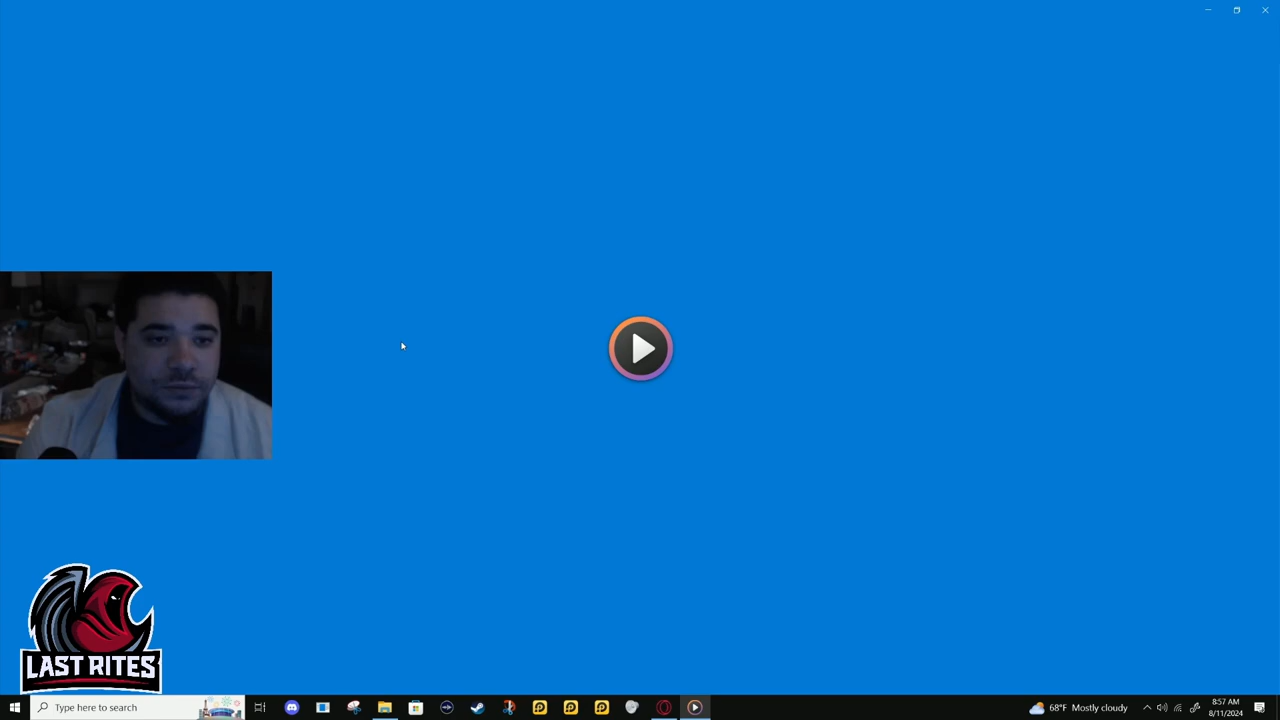 LAST RITES
Type here to search
68°F Mostly cloudy
8:57 AM
8/11/2024